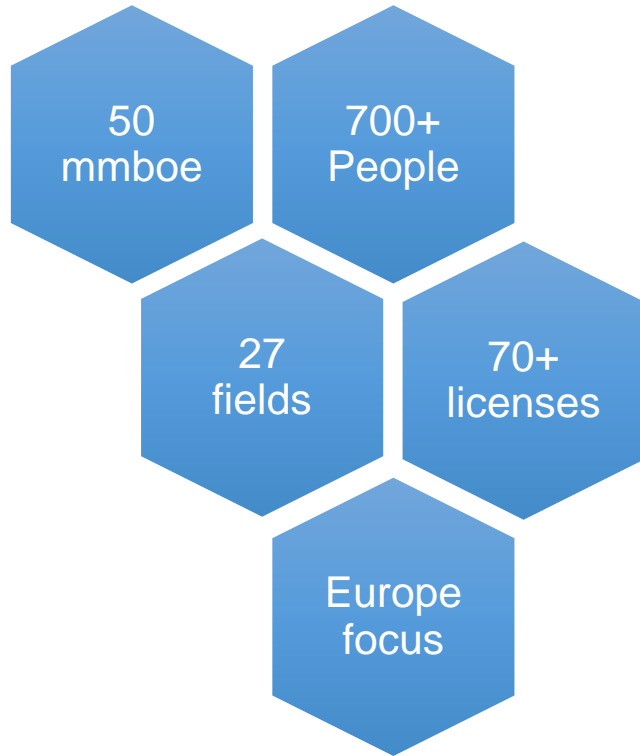 50
mmboe
700+
People
27
fields
70+
licenses
Europe
focus